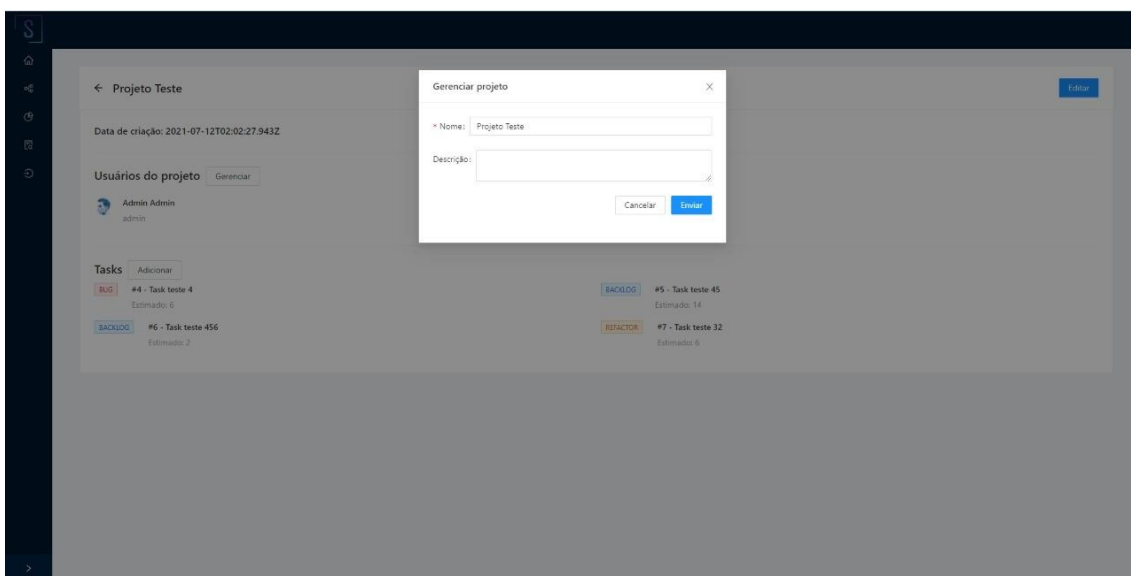 S
Projeto Teste
Editar
Data de criação: 2021-07-12T02:02:27.943Z
Usuários do projeto Gerenciar
Admin Admin
admin
Gerenciar projeto
* Nome: Projeto Teste
Descrição:
Cancelar Enviar
Tasks Adicionar
BUG #4 - Task teste 4
Estimado: 6
BACKLOG #5 - Task teste 45
Estimado: 14
BACKLOG #6 - Task teste 456
Estimado: 2
REFACTOR #7 - Task teste 32
Estimado: 6